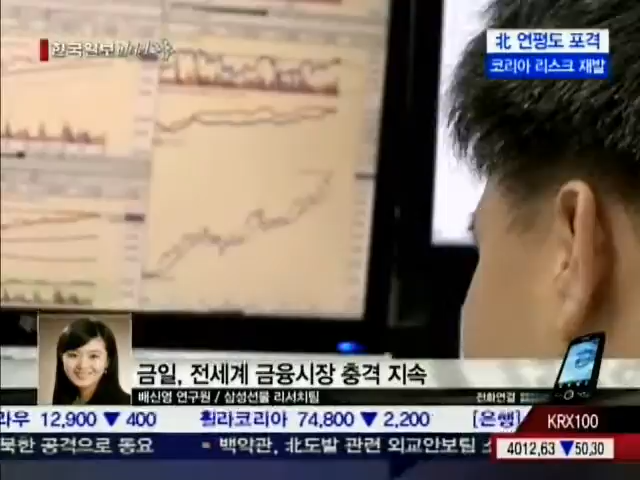 한국일보
北 연평도 포격
코리아 리스크 재발
금일, 전세계 금융시장 충격 지속
배신영 연구원 / 삼성선물 리서치팀
전화연결
라우 12,900 ▼ 400 휠라코리아 74,800 ▼ 2,200 [은행]
KRX100
북한 공격으로 동요 - 백악관, 北도발 관련 외교안보팀
4012,63 ▼50,30